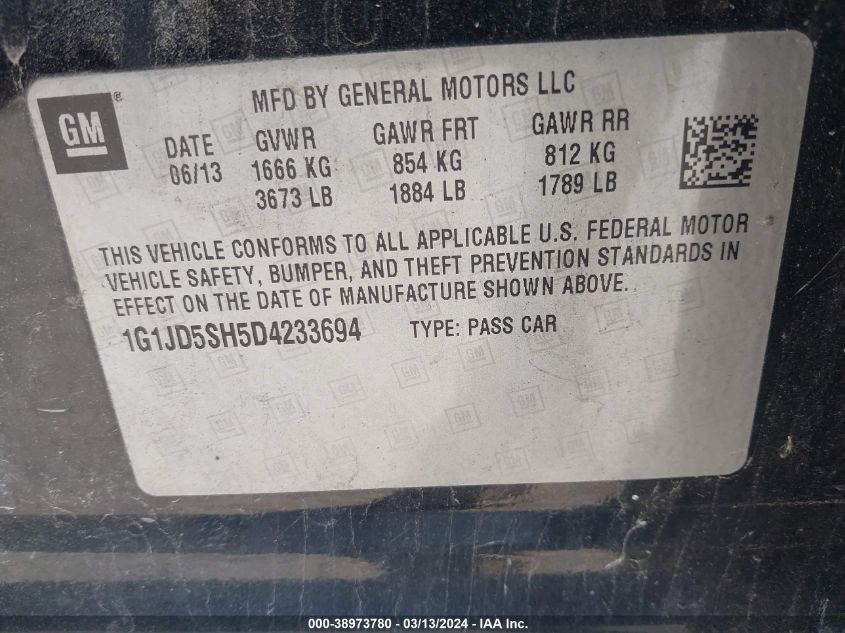 GM ®
MFD BY GENERAL MOTORS LLC
DATE GVWR GAWR FRT GAWR RR
06/13 1666 KG 854 KG 812 KG
3673 LB 1884 LB 1789 LB
THIS VEHICLE CONFORMS TO ALL APPLICABLE U.S. FEDERAL MOTOR
VEHICLE SAFETY, BUMPER, AND THEFT PREVENTION STANDARDS IN
EFFECT ON THE DATE OF MANUFACTURE SHOWN ABOVE.
1G1JD5SH5D4233694 TYPE: PASS CAR
000-38973780 - 03/13/2024 - IAA Inc.